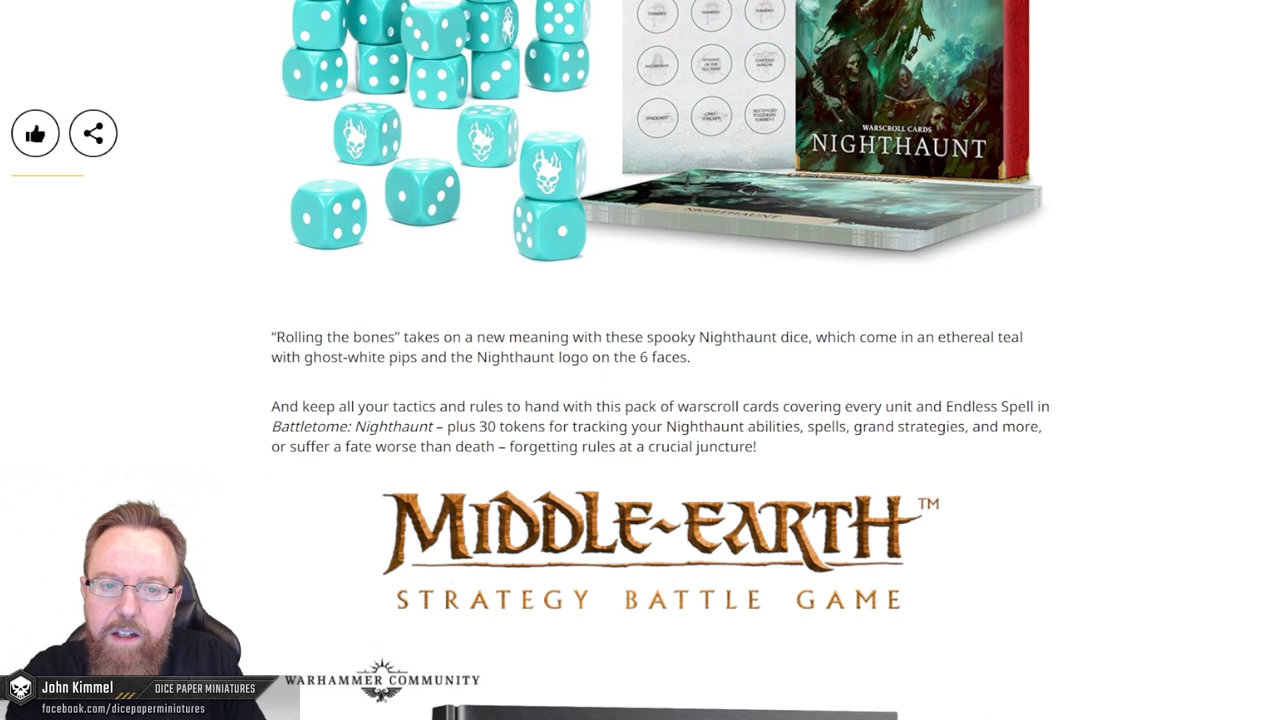 WARSCROLL CARDS
NIGHTHAUNT
NIGHTHAUNT
“Rolling the bones” takes on a new meaning with these spooky Nighthaunt dice, which come in an ethereal teal
with ghost-white pips and the Nighthaunt logo on the 6 faces.
And keep all your tactics and rules to hand with this pack of warscroll cards covering every unit and Endless Spell in
Battletome: Nighthaunt – plus 30 tokens for tracking your Nighthaunt abilities, spells, grand strategies, and more,
or suffer a fate worse than death – forgetting rules at a crucial juncture!
MIDDLE-EARTH™
STRATEGY BATTLE GAME
WARHAMMER COMMUNITY
John Kimmel /// DICE PAPER MINIATURES
facebook.com/dicepaperminiatures